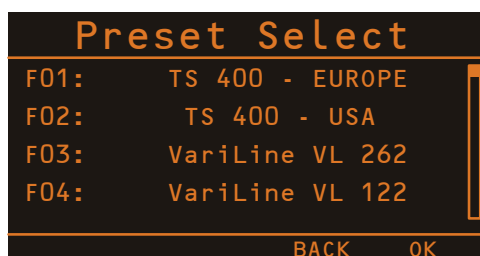 Preset Select
F01: TS 400 - EUROPE
F02: TS 400 - USA
F03: VariLine VL 262
F04: VariLine VL 122
BACK OK